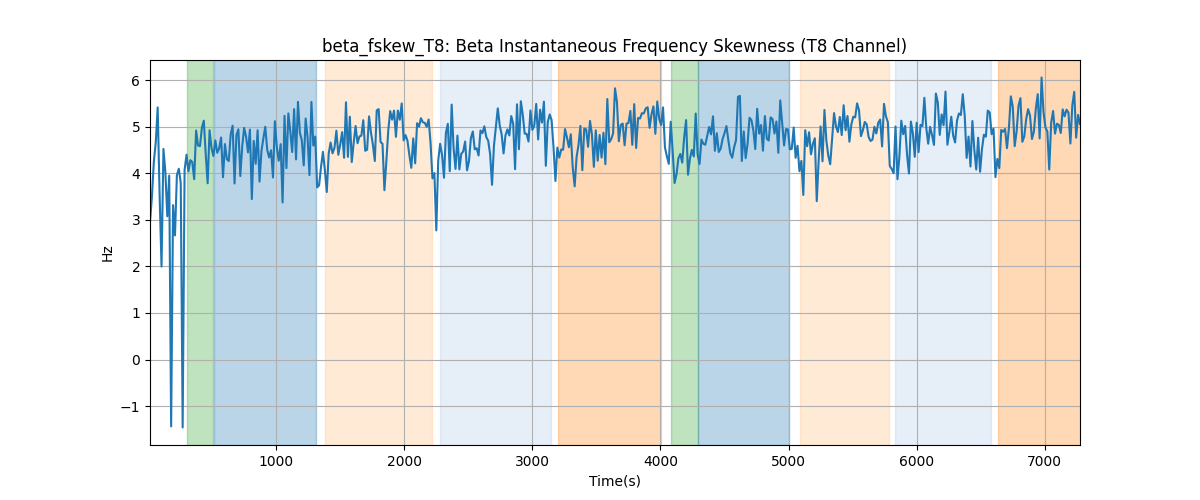 beta_fskew_T8: Beta Instantaneous Frequency Skewness (T8 Channel)
6
5
4
3
2
1
0
−1
Hz
1000 2000 3000 4000 5000 6000 7000
Time(s)